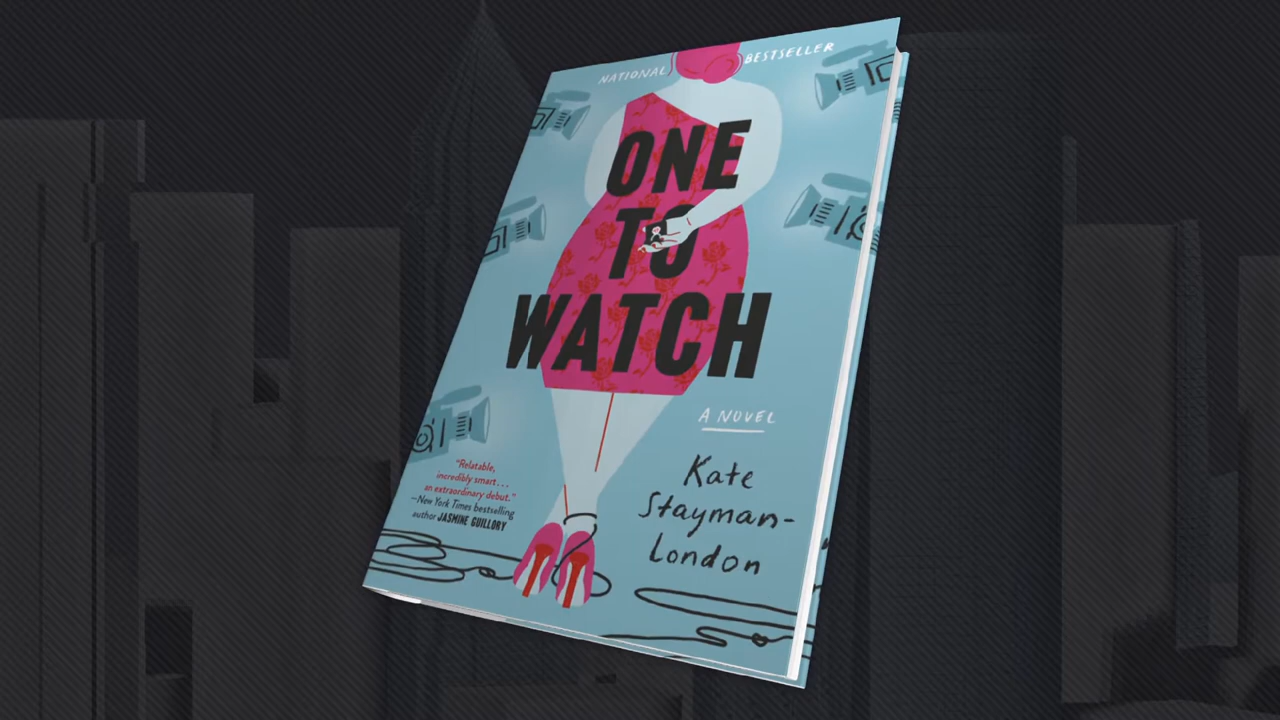 NATIONAL BESTSELLER
ONE
TO
WATCH
A NOVEL
Kate
Stayman-
London
"Relatable,
incredibly smart...
an extraordinary debut."
—New York Times bestselling
author JASMINE GUILLORY